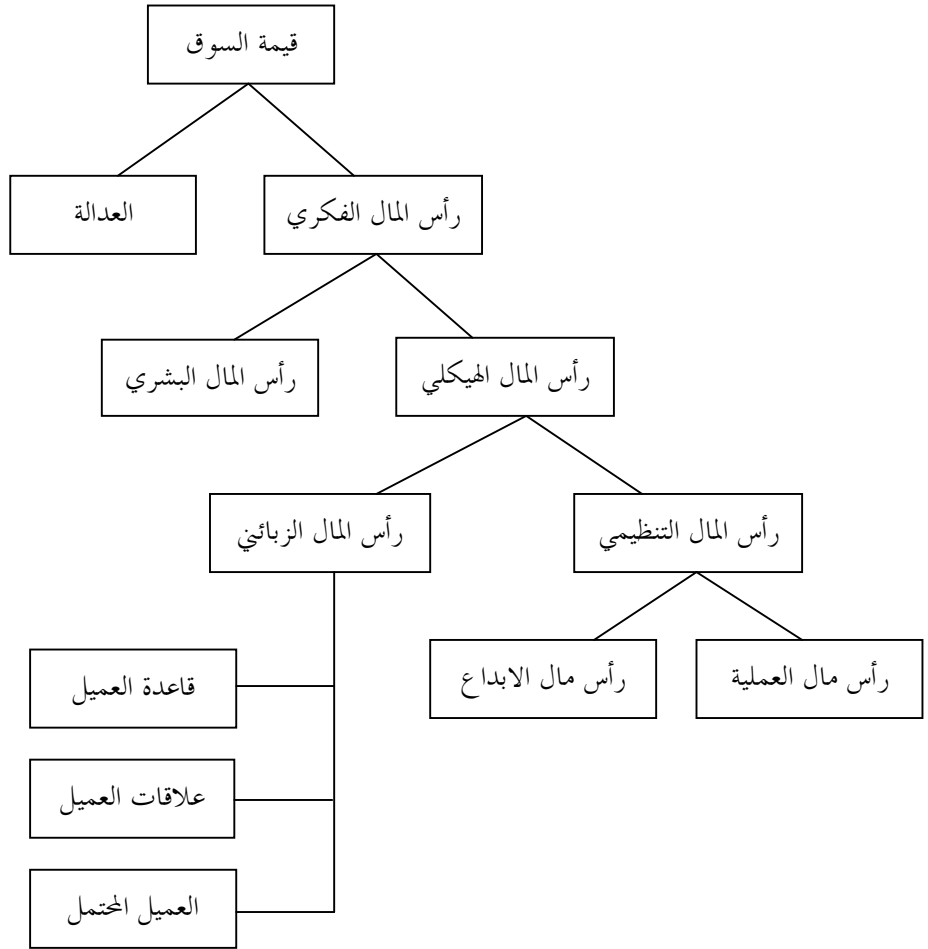 قيمة السوق
رأس المال الفكري
العدالة
رأس المال الهيكلي
رأس المال البشري
رأس المال التنظيمي
رأس المال الزبائني
رأس مال العملية
رأس مال الابداع
قاعدة العميل
علاقات العميل
العميل المحتمل